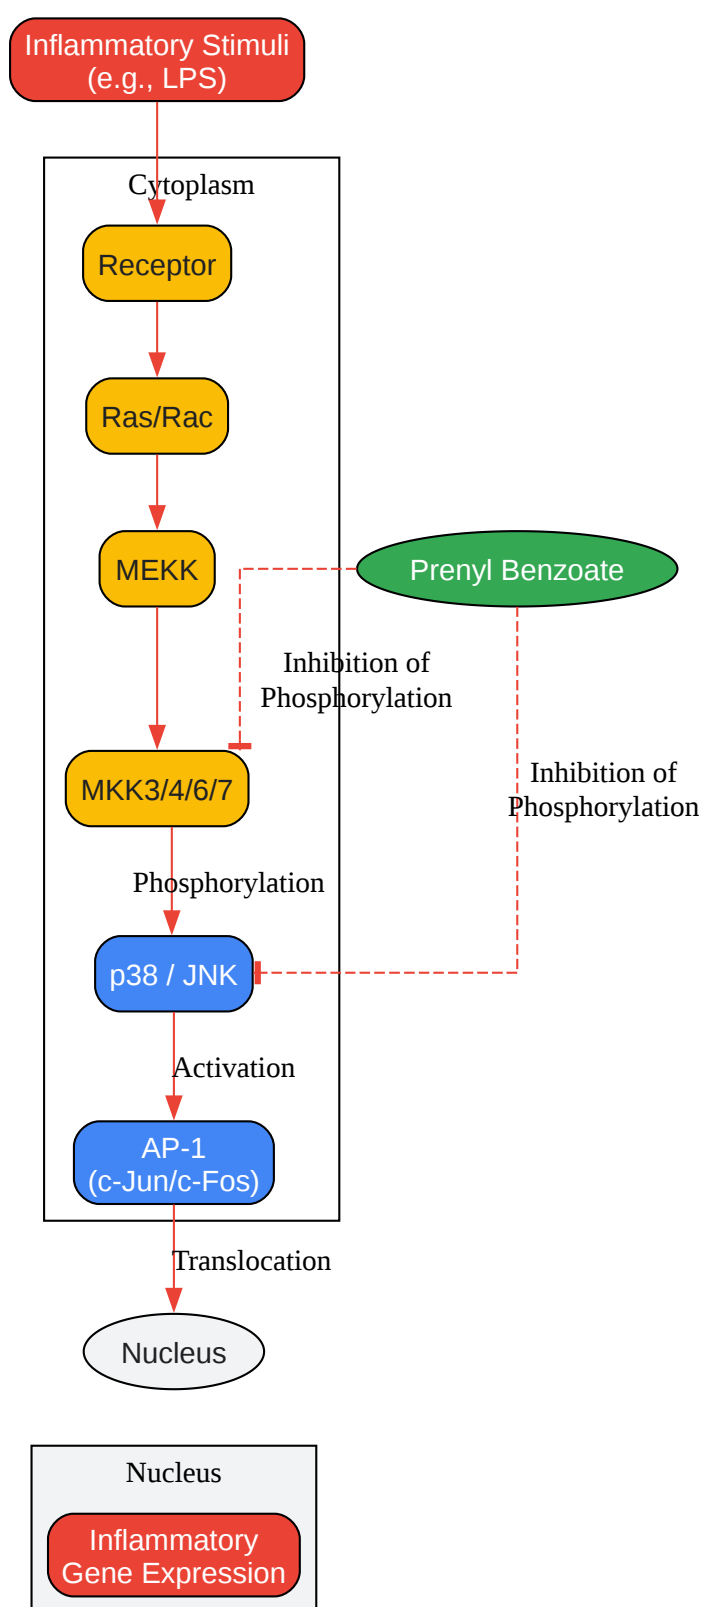 Inflammatory Stimuli
(e.g., LPS)
Cytoplasm
Receptor
Ras/Rac
MEKK
Prenyl Benzoate
Inhibition of
Phosphorylation
MKK3/4/6/7
Inhibition of
Phosphorylation
Phosphorylation
p38 / JNK
Activation
AP-1
(c-Jun/c-Fos)
Translocation
Nucleus
Nucleus
Inflammatory
Gene Expression